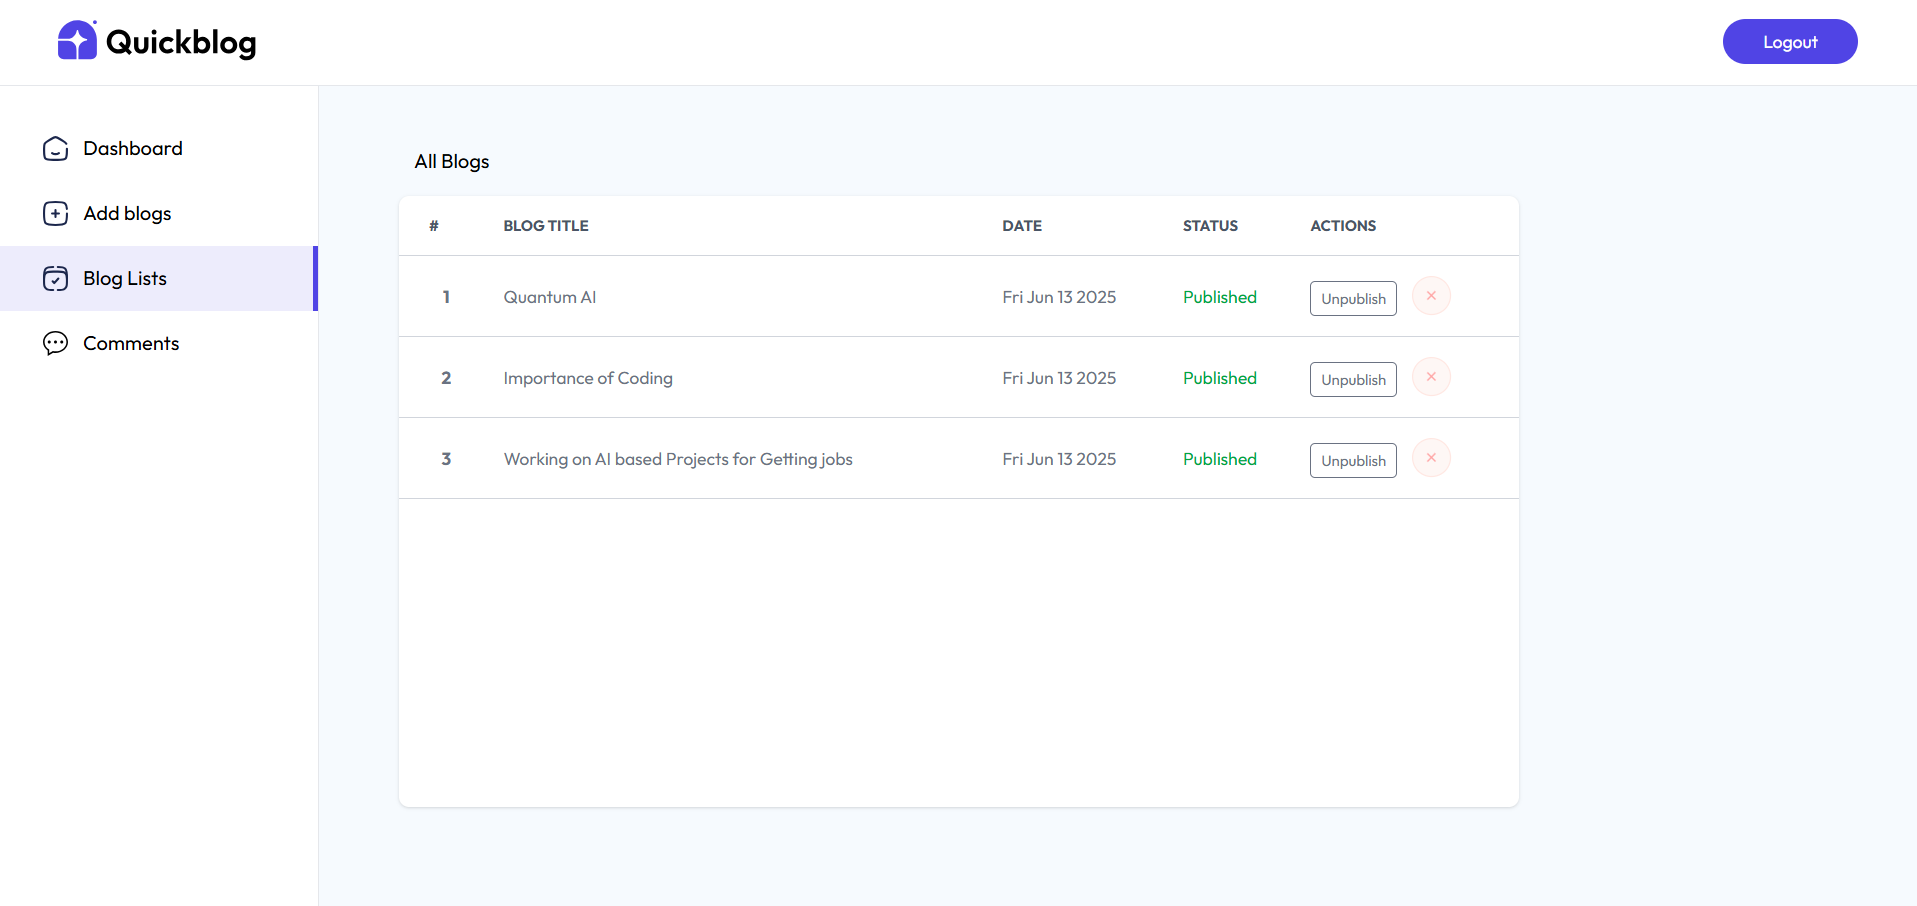 Quickblog
Logout
Dashboard
Add blogs
Blog Lists
Comments
All Blogs
# BLOG TITLE DATE STATUS ACTIONS
1 Quantum AI Fri Jun 13 2025 Published Unpublish
2 Importance of Coding Fri Jun 13 2025 Published Unpublish
3 Working on AI based Projects for Getting jobs Fri Jun 13 2025 Published Unpublish